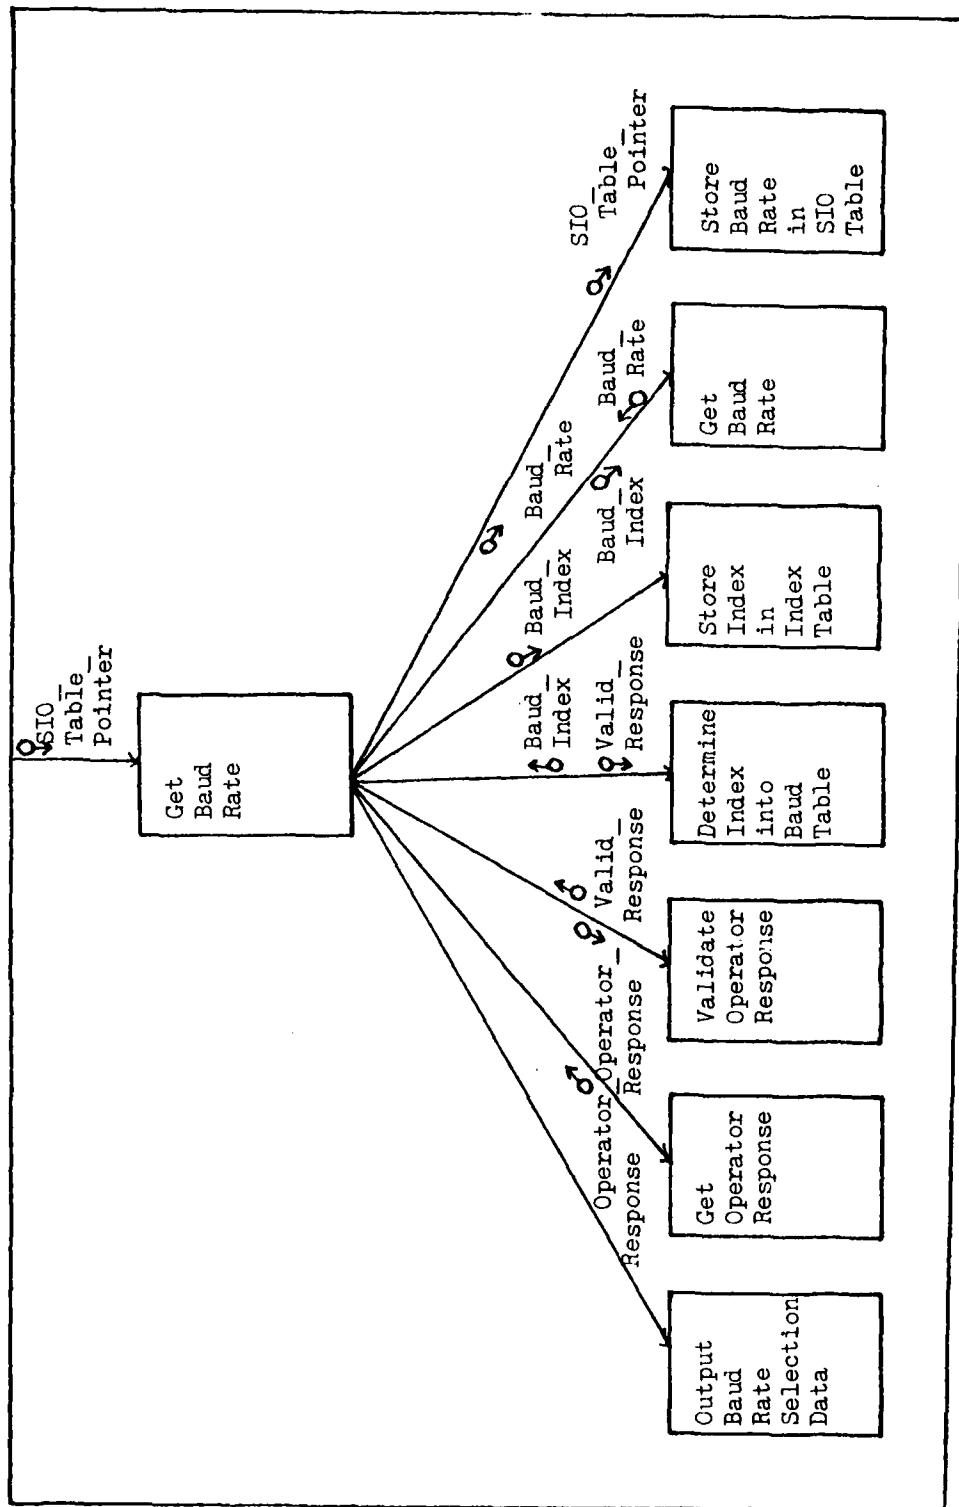 SIO_
Table_
Pointer
Get
Baud
Rate
Operator_
Response
Operator_
Response
Valid_
Response
Baud_
Index
Valid_
Response
Baud_
Index
Baud_
Rate
Baud_
Index
Baud_
Rate
SIO_
Table_
Pointer
Output
Baud
Rate
Selection
Data
Get
Operator
Response
Validate
Operator
Response
Determine
Index
into
Baud
Table
Store
Index
in
Index
Table
Get
Baud
Rate
Store
Baud
Rate
in
SIO
Table